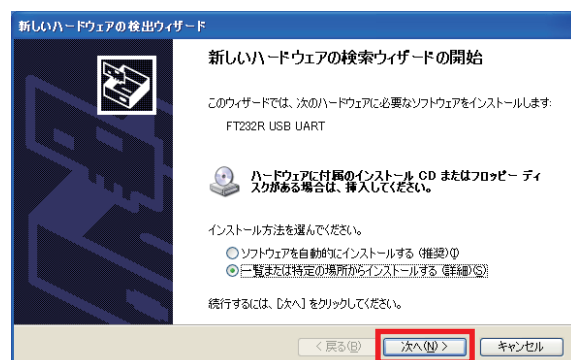 新しいハードウェアの検出ウィザード
新しいハードウェアの検索ウィザードの開始
このウィザードでは、次のハードウェアに必要なソフトウェアをインストールします:
FT232R USB UART
ハードウェアに付属のインストール CD またはフロッピー ディ
スクがある場合は、挿入してください。
インストール方法を選んでください。
ソフトウェアを自動的にインストールする (推奨)(I)
一覧または特定の場所からインストールする (詳細)(S)
続行するには、[次へ] をクリックしてください。
< 戻る(B) 次へ(N) > キャンセル